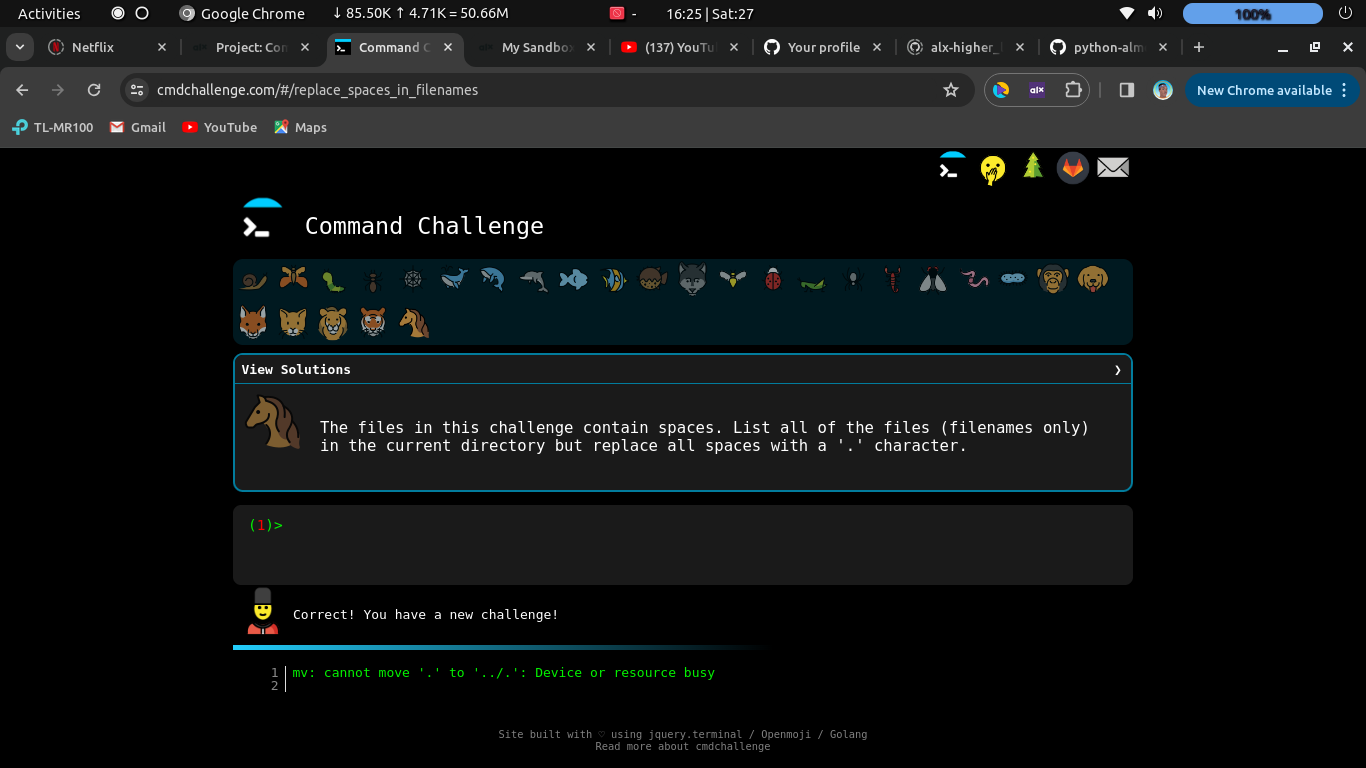 Activities Google Chrome ↓ 85.50K ↑ 4.71K = 50.66M - 16:25 | Sat:27 100%
Netflix Project: Con Command C My Sandbox (137) YouTu Your profile alx-higher_l python-alm
cmdchallenge.com/#/replace_spaces_in_filenames alx New Chrome available
TL-MR100 Gmail YouTube Maps
Command Challenge
View Solutions ❯
The files in this challenge contain spaces. List all of the files (filenames only)
in the current directory but replace all spaces with a '.' character.
(1)>
Correct! You have a new challenge!
1 mv: cannot move '.' to '../.': Device or resource busy
2
Site built with ♡ using jquery.terminal / Openmoji / Golang
Read more about cmdchallenge